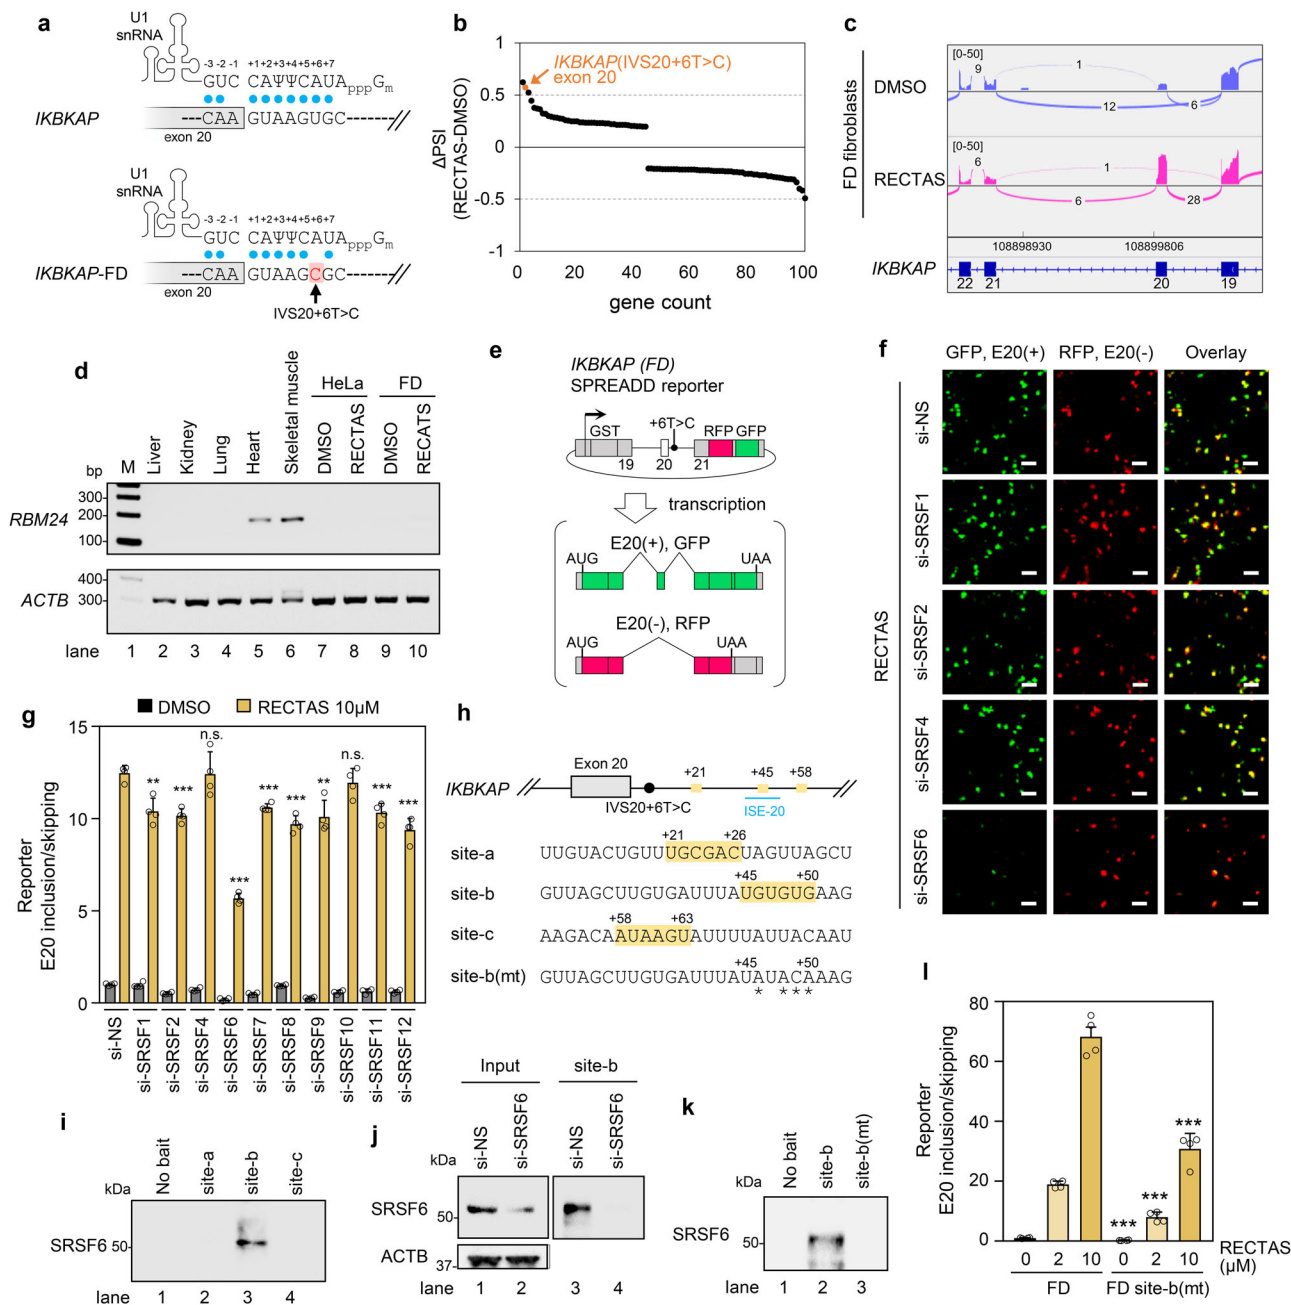 a
U1
snRNA
-3 -2 -1 +1+2+3+4+5+6+7
GUC CAΨΨCAUApppGm
IKBKAP ---CAA GUAAGUGC------//
exon 20
U1
snRNA
-3 -2 -1 +1+2+3+4+5+6+7
GUC CAΨΨCAUApppGm
IKBKAP-FD ---CAA GUAAGCGC------//
exon 20
IVS20+6T>C
b
IKBKAP(IVS20+6T>C)
exon 20
1
0.5
0
-0.5
-1
ΔPSI
(RECTAS-DMSO)
0 20 40 60 80 100
gene count
c
FD fibroblasts
DMSO
[0-50]
9
1
12
6
RECTAS
[0-50]
6
1
6
28
108898930 108899806
IKBKAP
22 21 20 19
d
HeLa FD
bp M Liver Kidney Lung Heart Skeletal muscle DMSO RECTAS DMSO RECATS
RBM24
300
200
100
ACTB
400
300
lane 1 2 3 4 5 6 7 8 9 10
e
IKBKAP (FD)
SPREADD reporter
+6T>C
GST RFP GFP
19 20 21
transcription
E20(+), GFP
AUG UAA
E20(-), RFP
AUG UAA
f
GFP, E20(+) RFP, E20(-) Overlay
RECTAS
si-NS
si-SRSF1
si-SRSF2
si-SRSF4
si-SRSF6
g
DMSO RECTAS 10μM
Reporter
E20 inclusion/skipping
15
10
5
0
** *** n.s. *** *** *** ** n.s. *** ***
si-NS si-SRSF1 si-SRSF2 si-SRSF4 si-SRSF6 si-SRSF7 si-SRSF8 si-SRSF9 si-SRSF10 si-SRSF11 si-SRSF12
h
Exon 20 +21 +45 +58
IKBKAP
IVS20+6T>C ISE-20
+21 +26
site-a UUGUACUGUUUGCGACUAGUUAGCU
+45 +50
site-b GUUAGCUUGUGAUUUAUGUGUGAAG
+58 +63
site-c AAGACAAUAAGUAUUUUAUUACAAU
+45 +50
site-b(mt) GUUAGCUUGUGAUUUAUAUACAAAG
* * * *
i
No bait site-a site-b site-c
kDa
SRSF6 50
lane 1 2 3 4
j
Input site-b
si-NS si-SRSF6 si-NS si-SRSF6
kDa
SRSF6
50
ACTB
37
lane 1 2 3 4
k
No bait site-b site-b(mt)
kDa
SRSF6 50
lane 1 2 3
l
Reporter
E20 inclusion/skipping
80
60
40
20
0
*** *** ***
0 2 10 0 2 10 RECTAS
(μM)
FD FD site-b(mt)